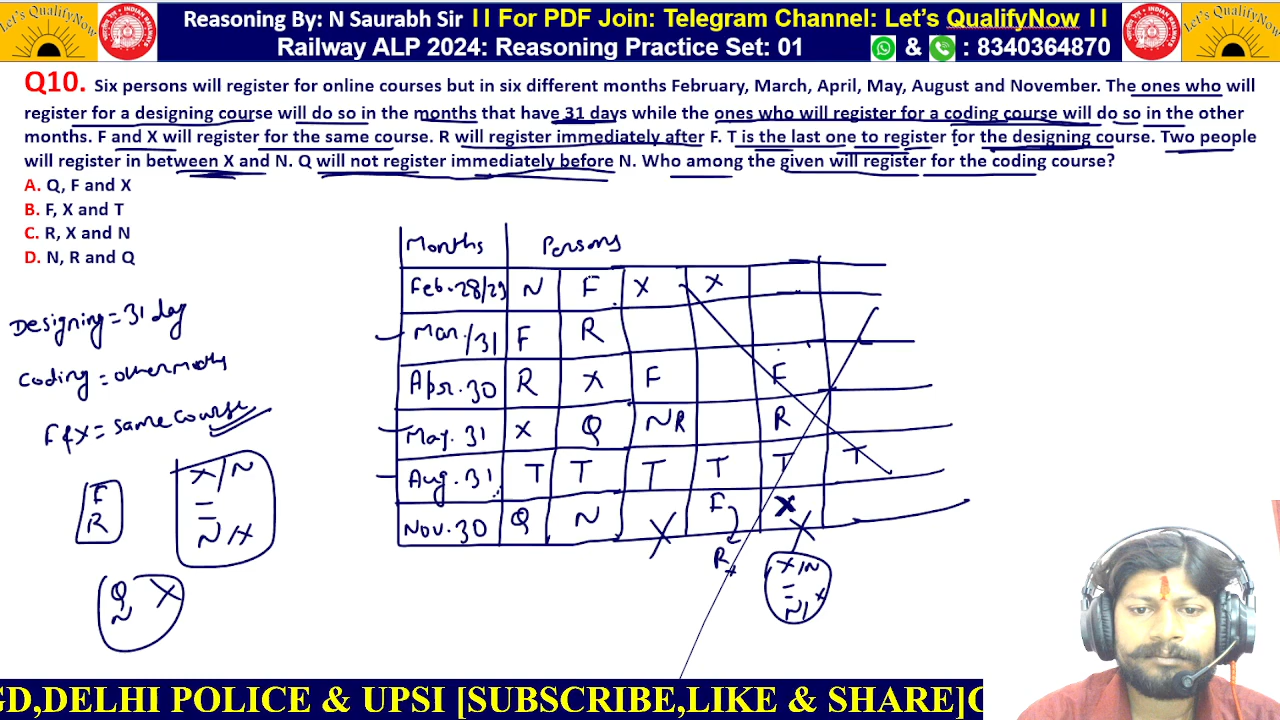 Reasoning By: N Saurabh Sir II For PDF Join: Telegram Channel: Let's QualifyNow II
Railway ALP 2024: Reasoning Practice Set: 01 & : 8340364870
Let's QualifyNow
Let's QualifyNow
Q10. Six persons will register for online courses but in six different months February, March, April, May, August and November. The ones who will
register for a designing course will do so in the months that have 31 days while the ones who will register for a coding course will do so in the other
months. F and X will register for the same course. R will register immediately after F. T is the last one to register for the designing course. Two people
will register in between X and N. Q will not register immediately before N. Who among the given will register for the coding course?
A. Q, F and X
B. F, X and T
C. R, X and N
D. N, R and Q
Months Persons
Feb. 28/29 N F X X
Mar./31 F R
Apr. 30 R X F F
May. 31 X Q N R R
Aug. 31 T T T T T T
Nov. 30 Q N X F X
R
X/N
N/X
Designing = 31 day
Coding = other months
F & X = Same Course
F
R
X/N
N/X
Q
N
GD,DELHI POLICE & UPSI [SUBSCRIBE,LIKE & SHARE]